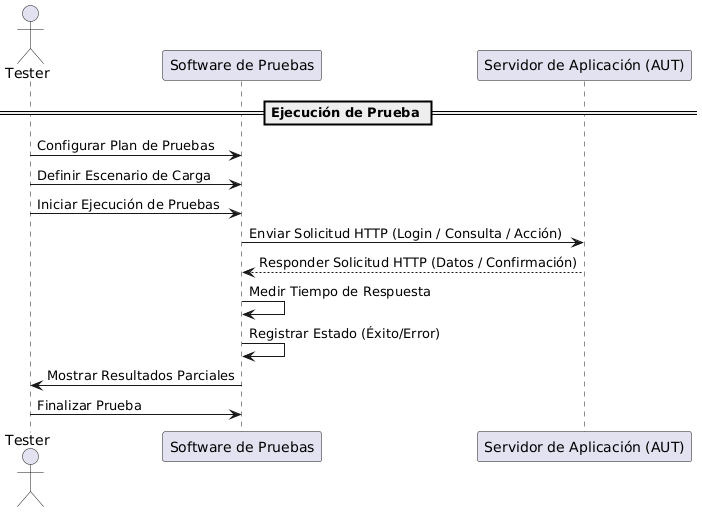 Tester
Software de Pruebas
Servidor de Aplicación (AUT)
Ejecución de Prueba
Configurar Plan de Pruebas
Definir Escenario de Carga
Iniciar Ejecución de Pruebas
Enviar Solicitud HTTP (Login / Consulta / Acción)
Responder Solicitud HTTP (Datos / Confirmación)
Medir Tiempo de Respuesta
Registrar Estado (Éxito/Error)
Mostrar Resultados Parciales
Finalizar Prueba
Tester
Software de Pruebas
Servidor de Aplicación (AUT)